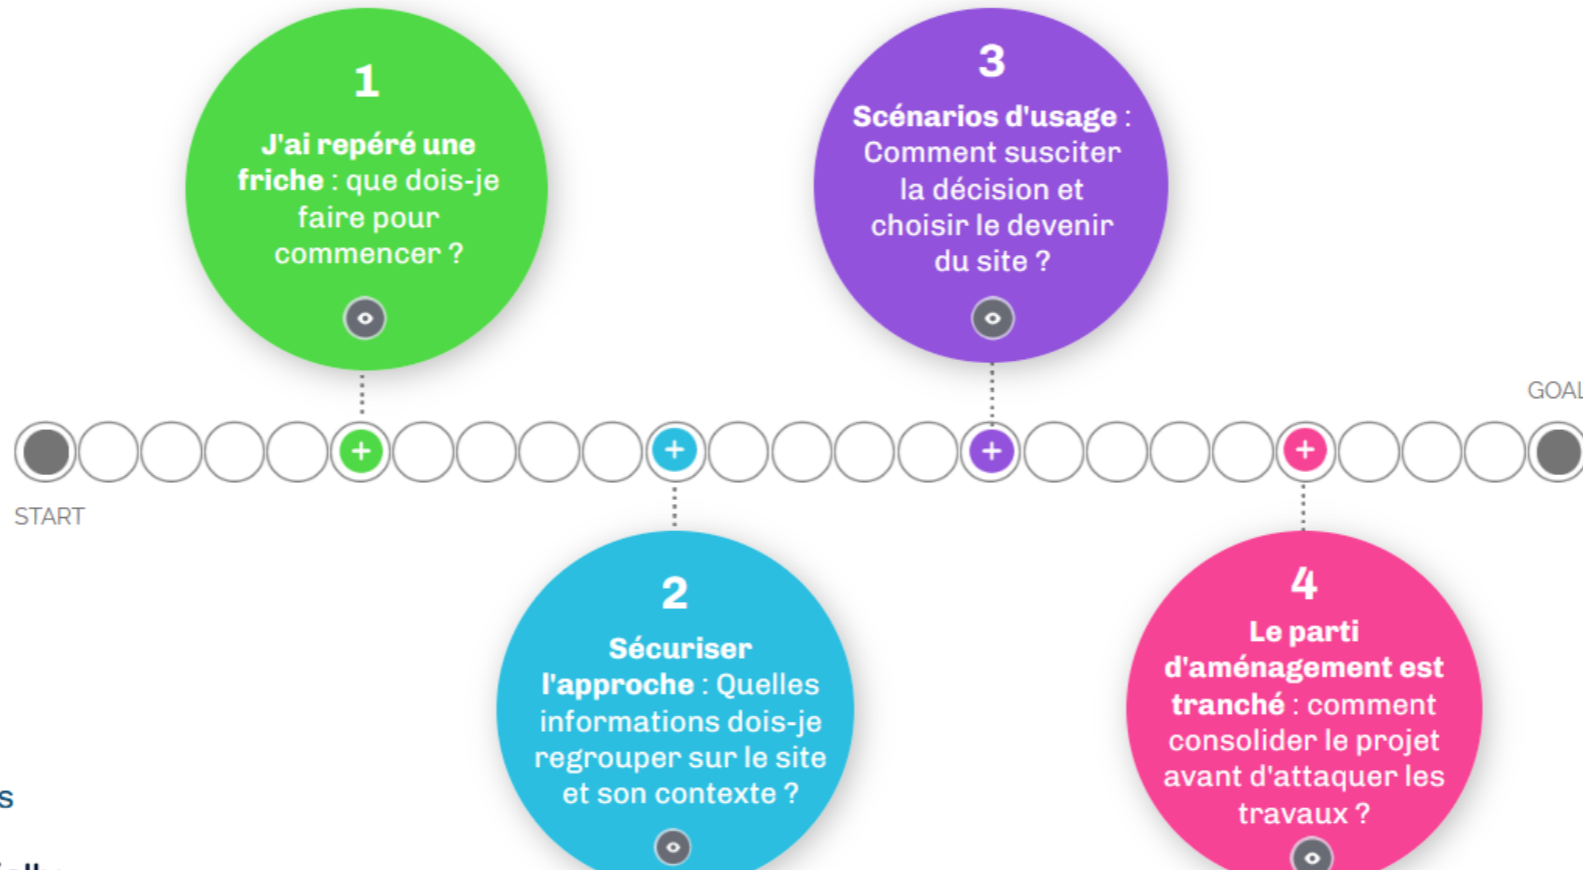 1
J'ai repéré une
friche : que dois-je
faire pour
commencer ?
3
Scénarios d'usage :
Comment susciter
la décision et
choisir le devenir
du site ?
GOAL
START
2
Sécuriser
l'approche : Quelles
informations dois-je
regrouper sur le site
et son contexte ?
4
Le parti
d'aménagement est
tranché : comment
consolider le projet
avant d'attaquer les
travaux ?
s